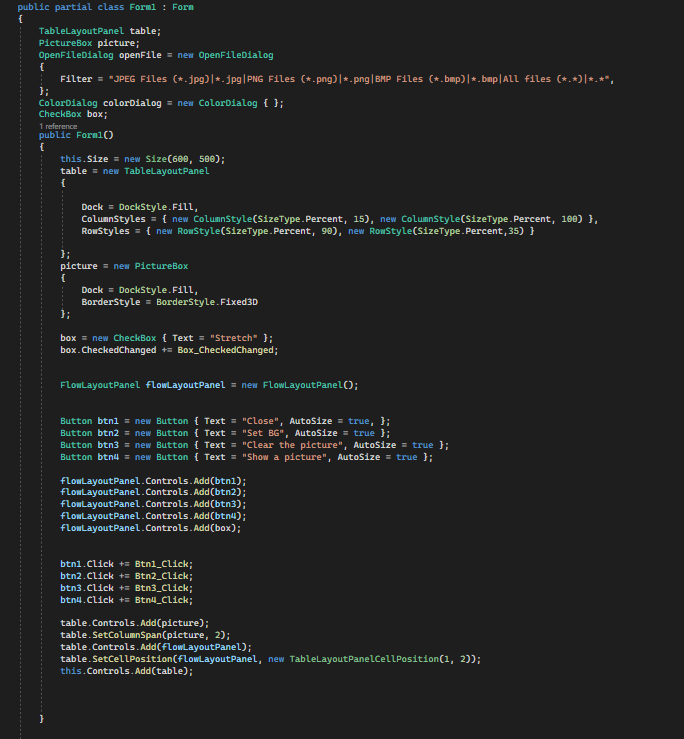 public partial class Form1 : Form
{
TableLayoutPanel table;
PictureBox picture;
OpenFileDialog openFile = new OpenFileDialog
{
Filter = "JPEG Files (*.jpg)|*.jpg|PNG Files (*.png)|*.png|BMP Files (*.bmp)|*.bmp|All files (*.*)|*.*",
};
ColorDialog colorDialog = new ColorDialog { };
CheckBox box;
1 reference
public Form1()
{
this.Size = new Size(600, 500);
table = new TableLayoutPanel
{
Dock = DockStyle.Fill,
ColumnStyles = { new ColumnStyle(SizeType.Percent, 15), new ColumnStyle(SizeType.Percent, 100) },
RowStyles = { new RowStyle(SizeType.Percent, 90), new RowStyle(SizeType.Percent,35) }
};
picture = new PictureBox
{
Dock = DockStyle.Fill,
BorderStyle = BorderStyle.Fixed3D
};
box = new CheckBox { Text = "Stretch" };
box.CheckedChanged += Box_CheckedChanged;
FlowLayoutPanel flowLayoutPanel = new FlowLayoutPanel();
Button btn1 = new Button { Text = "Close", AutoSize = true, };
Button btn2 = new Button { Text = "Set BG", AutoSize = true };
Button btn3 = new Button { Text = "Clear the picture", AutoSize = true };
Button btn4 = new Button { Text = "Show a picture", AutoSize = true };
flowLayoutPanel.Controls.Add(btn1);
flowLayoutPanel.Controls.Add(btn2);
flowLayoutPanel.Controls.Add(btn3);
flowLayoutPanel.Controls.Add(btn4);
flowLayoutPanel.Controls.Add(box);
btn1.Click += Btn1_Click;
btn2.Click += Btn2_Click;
btn3.Click += Btn3_Click;
btn4.Click += Btn4_Click;
table.Controls.Add(picture);
table.SetColumnSpan(picture, 2);
table.Controls.Add(flowLayoutPanel);
table.SetCellPosition(flowLayoutPanel, new TableLayoutPanelCellPosition(1, 2));
this.Controls.Add(table);
}